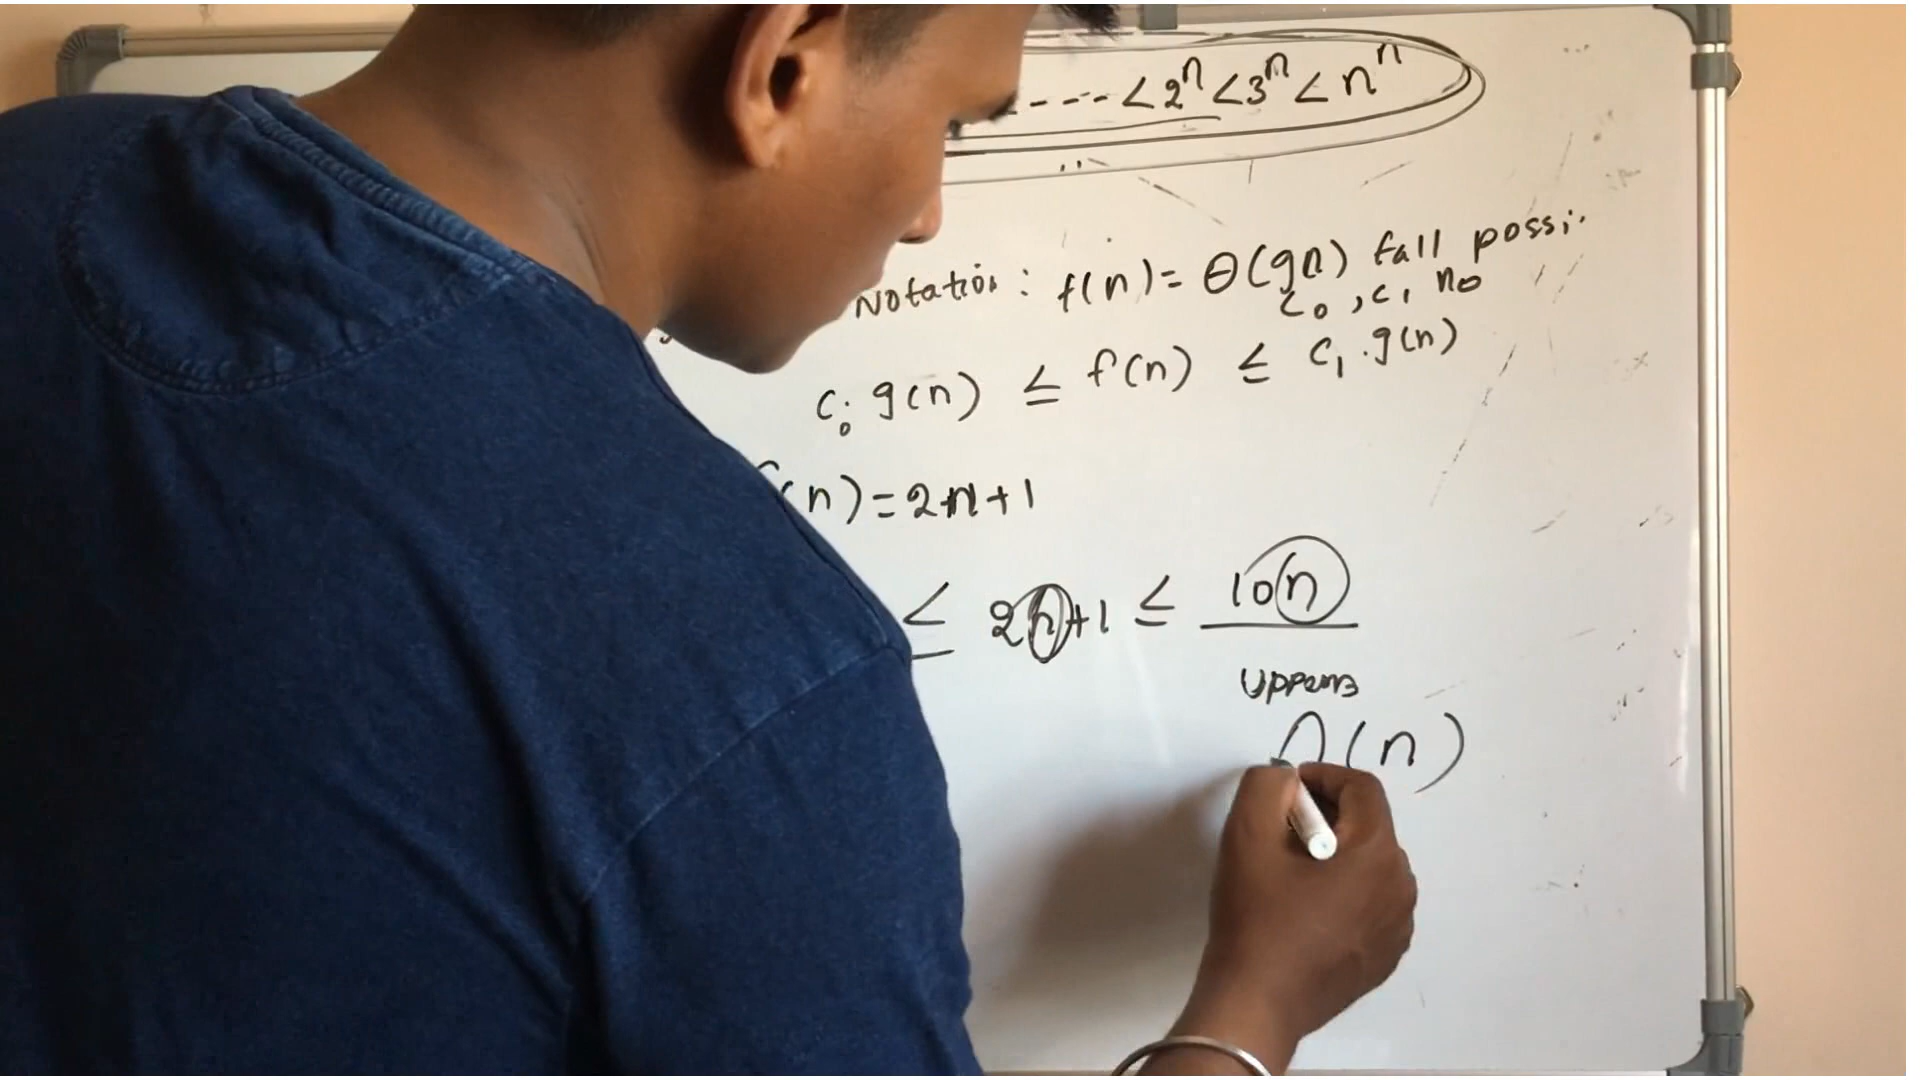 ---- < 2ⁿ < 3ⁿ < nⁿ
Notation : f(n) = Θ(gn) fall possi:
c₀, c₁ n₀
c₀. g(n) ≤ f(n) ≤ c₁ . g(n)
(n) = 2n+1
≤ 2n+1 ≤ 10n
(n)